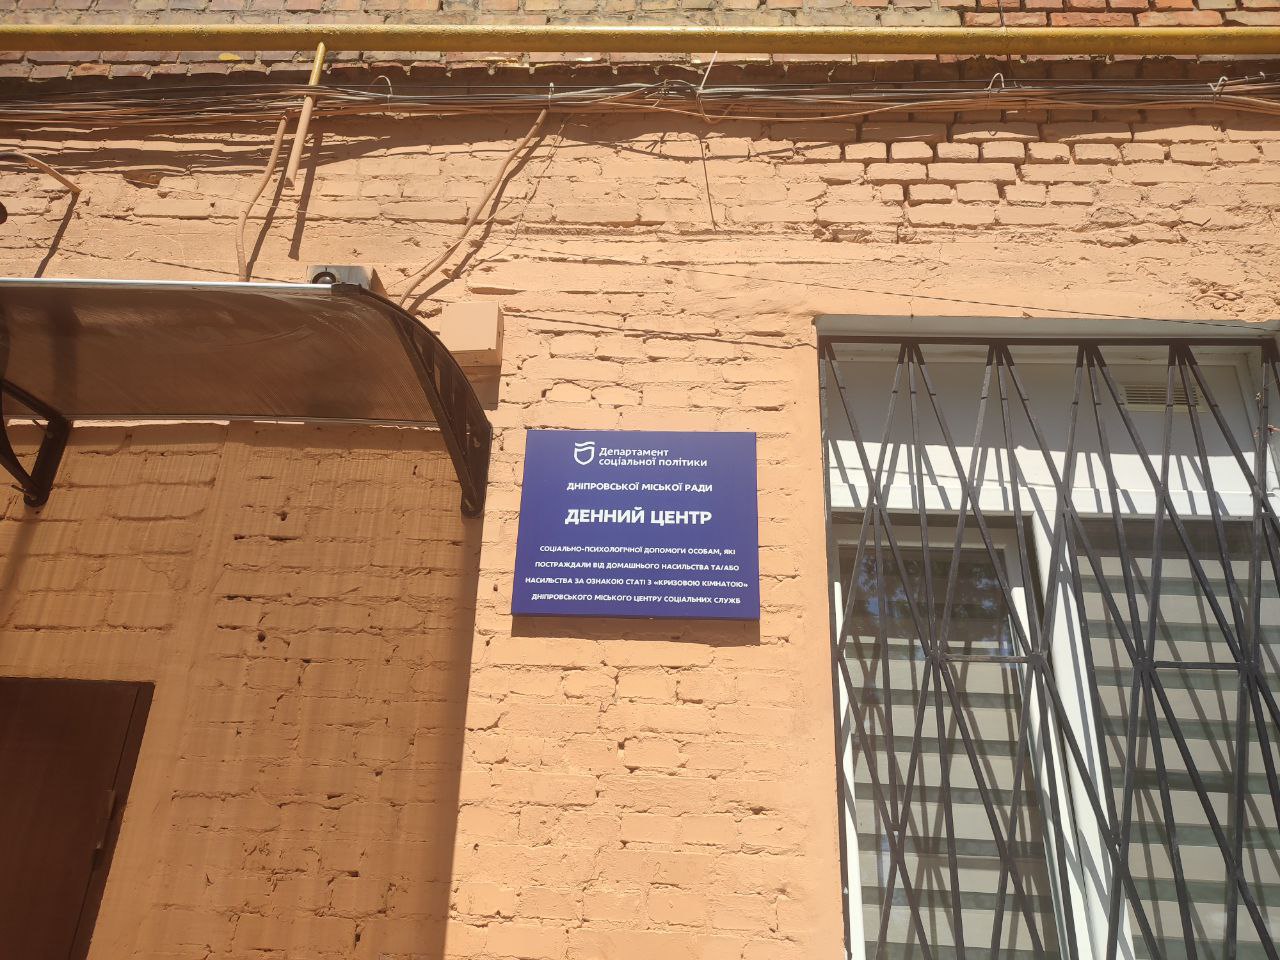 Департамент
соціальної політики
ДНІПРОВСЬКОЇ МІСЬКОЇ РАДИ
ДЕННИЙ ЦЕНТР
СОЦІАЛЬНО-ПСИХОЛОГІЧНОЇ ДОПОМОГИ ОСОБАМ, ЯКІ
ПОСТРАЖДАЛИ ВІД ДОМАШНЬОГО НАСИЛЬСТВА ТА/АБО
НАСИЛЬСТВА ЗА ОЗНАКОЮ СТАТІ З «КРИЗОВОЮ КІМНАТОЮ»
ДНІПРОВСЬКОГО МІСЬКОГО ЦЕНТРУ СОЦІАЛЬНИХ СЛУЖБ